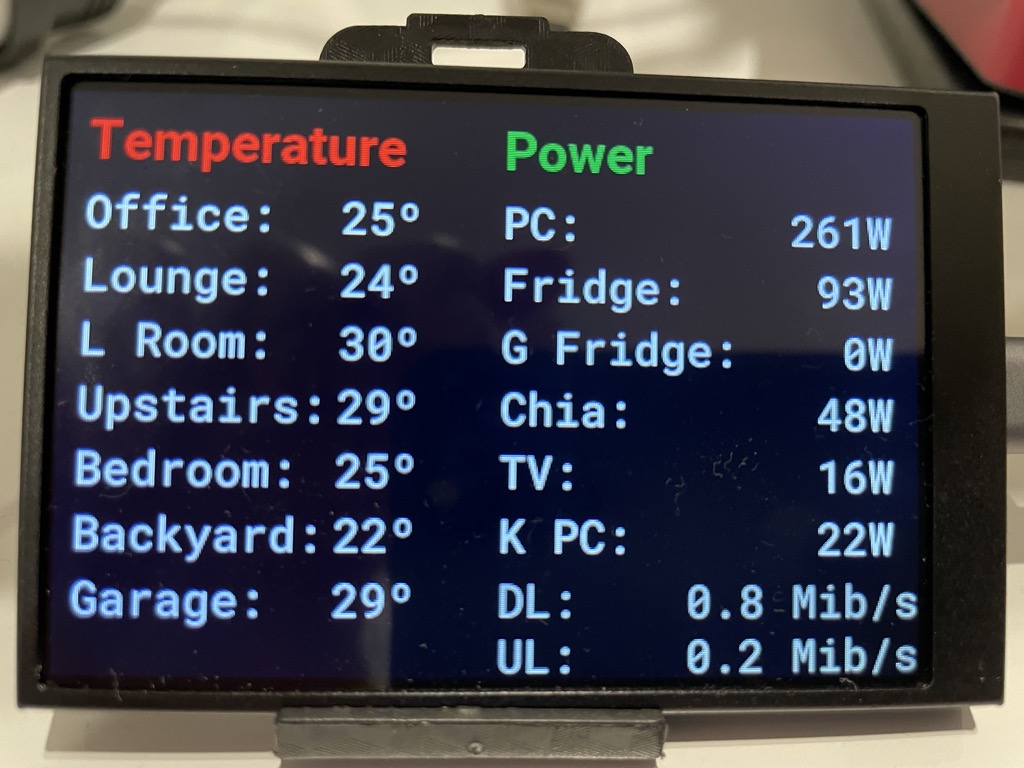 Temperature
Office: 25º
Lounge: 24º
L Room: 30º
Upstairs: 29º
Bedroom: 25º
Backyard: 22º
Garage: 29º
Power
PC: 261W
Fridge: 93W
G Fridge: 0W
Chia: 48W
TV: 16W
K PC: 22W
DL: 0.8 Mib/s
UL: 0.2 Mib/s